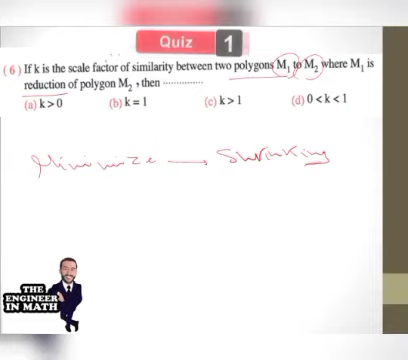 Quiz 1
(6) If k is the scale factor of similarity between two polygons M₁ to M₂ where M₁ is
reduction of polygon M₂ , then ...............
(a) k > 0 (b) k = 1 (c) k > 1 (d) 0 < k < 1
Minimize → Shrinking
THE
ENGINEER
IN MATH